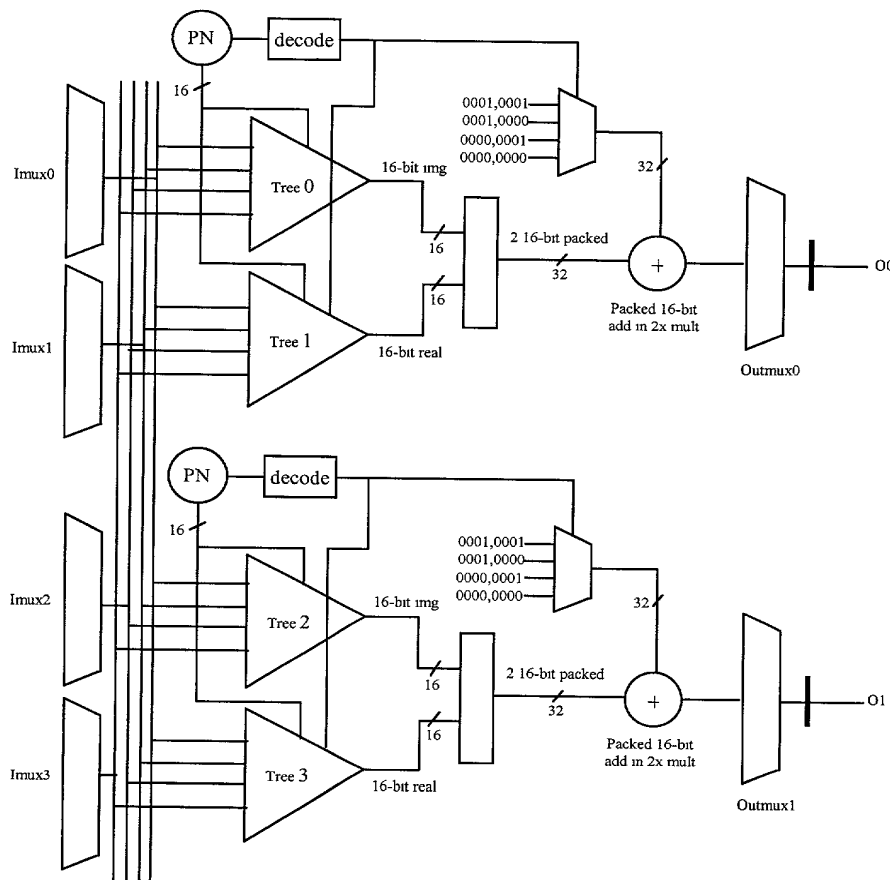 PN
decode
16
0001,0001
0001,0000
0000,0001
0000,0000
Imux0
Tree 0
16-bit img
32
16
2 16-bit packed
32
+
O0
16
Imux1
Tree 1
16-bit real
Packed 16-bit
add in 2x mult
Outmux0
PN
decode
16
0001,0001
0001,0000
0000,0001
0000,0000
Imux2
Tree 2
16-bit img
32
16
2 16-bit packed
32
+
O1
16
Imux3
Tree 3
16-bit real
Packed 16-bit
add in 2x mult
Outmux1